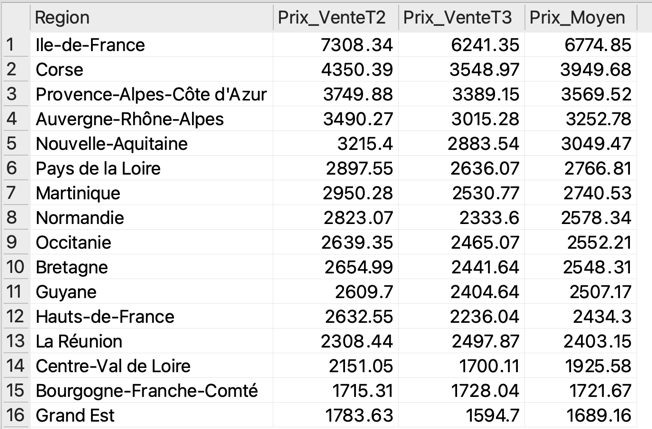 Region Prix_VenteT2 Prix_VenteT3 Prix_Moyen
1 Ile-de-France 7308.34 6241.35 6774.85
2 Corse 4350.39 3548.97 3949.68
3 Provence-Alpes-Côte d'Azur 3749.88 3389.15 3569.52
4 Auvergne-Rhône-Alpes 3490.27 3015.28 3252.78
5 Nouvelle-Aquitaine 3215.4 2883.54 3049.47
6 Pays de la Loire 2897.55 2636.07 2766.81
7 Martinique 2950.28 2530.77 2740.53
8 Normandie 2823.07 2333.6 2578.34
9 Occitanie 2639.35 2465.07 2552.21
10 Bretagne 2654.99 2441.64 2548.31
11 Guyane 2609.7 2404.64 2507.17
12 Hauts-de-France 2632.55 2236.04 2434.3
13 La Réunion 2308.44 2497.87 2403.15
14 Centre-Val de Loire 2151.05 1700.11 1925.58
15 Bourgogne-Franche-Comté 1715.31 1728.04 1721.67
16 Grand Est 1783.63 1594.7 1689.16